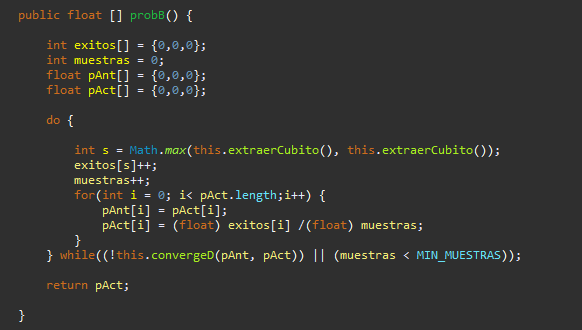 public float [] probB() {
int exitos[] = {0,0,0};
int muestras = 0;
float pAnt[] = {0,0,0};
float pAct[] = {0,0,0};
do {
int s = Math.max(this.extraerCubito(), this.extraerCubito());
exitos[s]++;
muestras++;
for(int i = 0; i< pAct.length;i++) {
pAnt[i] = pAct[i];
pAct[i] = (float) exitos[i] /(float) muestras;
}
} while((!this.convergeD(pAnt, pAct)) || (muestras < MIN_MUESTRAS));
return pAct;
}